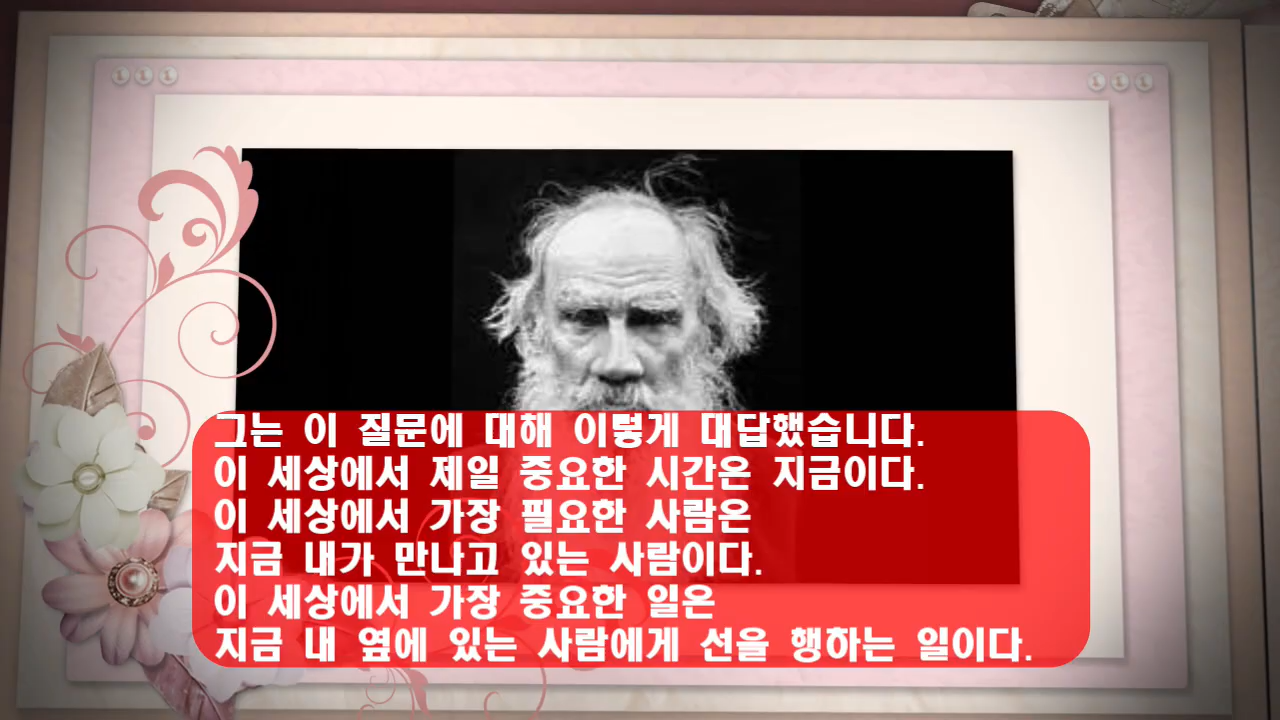 그는 이 질문에 대해 이렇게 대답했습니다.
이 세상에서 제일 중요한 시간은 지금이다.
이 세상에서 가장 필요한 사람은
지금 내가 만나고 있는 사람이다.
이 세상에서 가장 중요한 일은
지금 내 옆에 있는 사람에게 선을 행하는 일이다.